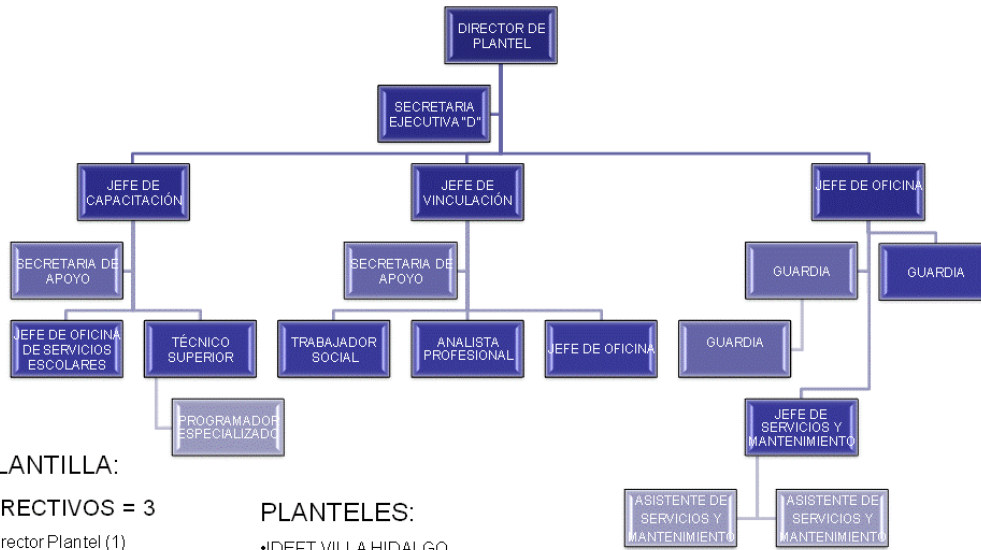 DIRECTOR DE
PLANTEL
SECRETARIA
EJECUTIVA "D"
JEFE DE
CAPACITACIÓN
JEFE DE
VINCULACIÓN
JEFE DE OFICINA
SECRETARIA DE
APOYO
SECRETARIA DE
APOYO
GUARDIA
GUARDIA
JEFE DE OFICINA
DE SERVICIOS
ESCOLARES
TÉCNICO
SUPERIOR
TRABAJADOR
SOCIAL
ANALISTA
PROFESIONAL
JEFE DE OFICINA
GUARDIA
PROGRAMADOR
ESPECIALIZADO
JEFE DE
SERVICIOS Y
MANTENIMIENTO
ASISTENTE DE
SERVICIOS Y
MANTENIMIENTO
ASISTENTE DE
SERVICIOS Y
MANTENIMIENTO
LANTILLA:
RECTIVOS = 3
rector Plantel (1)
PLANTELES:
•IDEFT VILLA HIDALGO